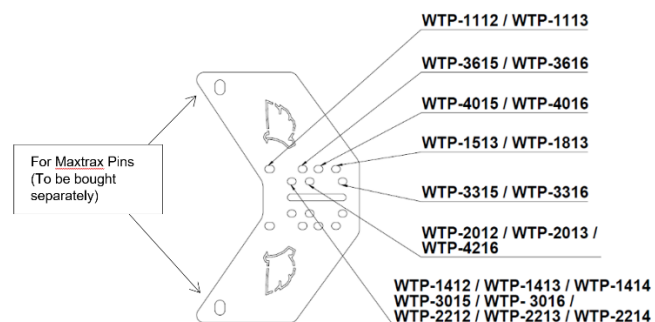 WTP-1112 / WTP-1113
WTP-3615 / WTP-3616
WTP-4015 / WTP-4016
WTP-1513 / WTP-1813
For Maxtrax Pins
(To be bought
separately)
WTP-3315 / WTP-3316
WTP-2012 / WTP-2013 /
WTP-4216
WTP-1412 / WTP-1413 / WTP-1414
WTP-3015 / WTP- 3016 /
WTP-2212 / WTP-2213 / WTP-2214